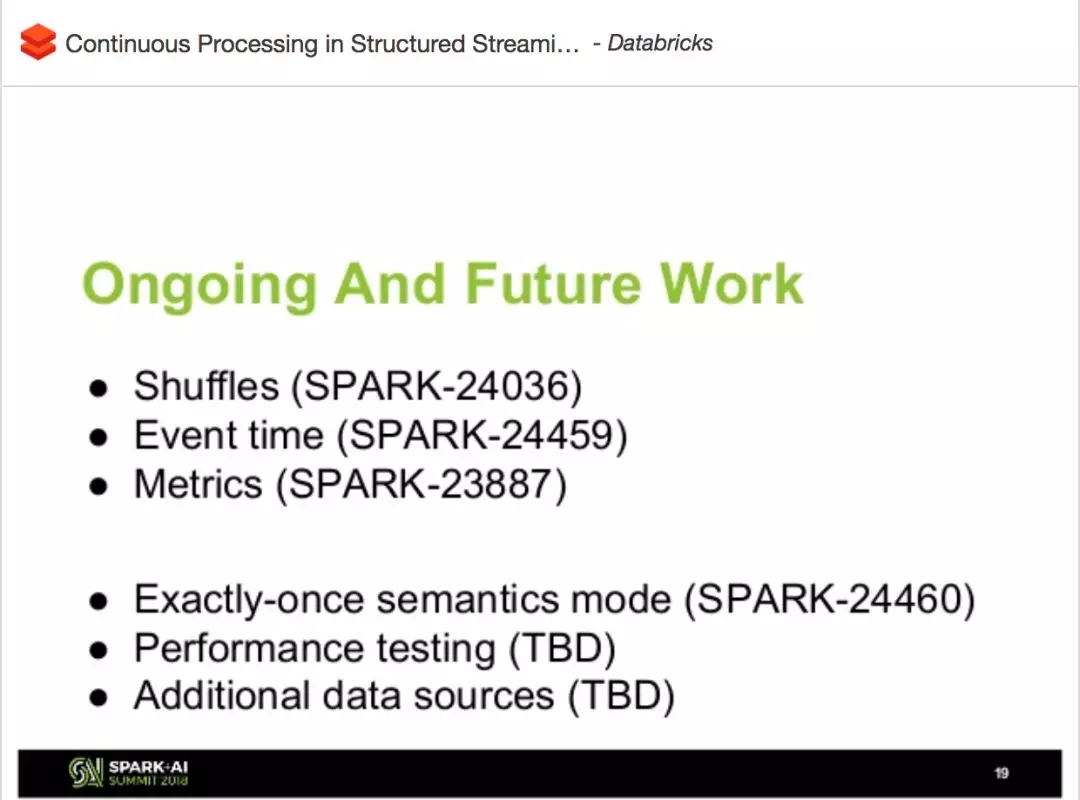 Continuous Processing in Structured Streami... - Databricks
Ongoing And Future Work
● Shuffles (SPARK-24036)
● Event time (SPARK-24459)
● Metrics (SPARK-23887)
● Exactly-once semantics mode (SPARK-24460)
● Performance testing (TBD)
● Additional data sources (TBD)
SPARK+AI
SUMMIT 2018
19